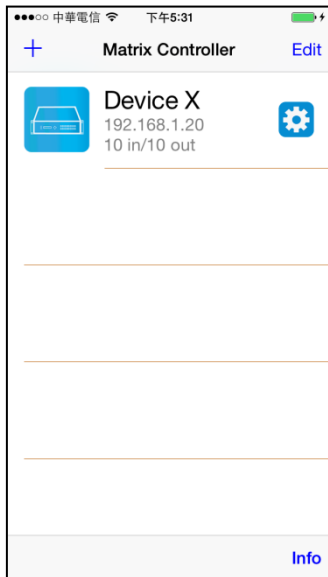 中華電信 下午5:31
+ Matrix Controller Edit
Device X
192.168.1.20
10 in/10 out
Info